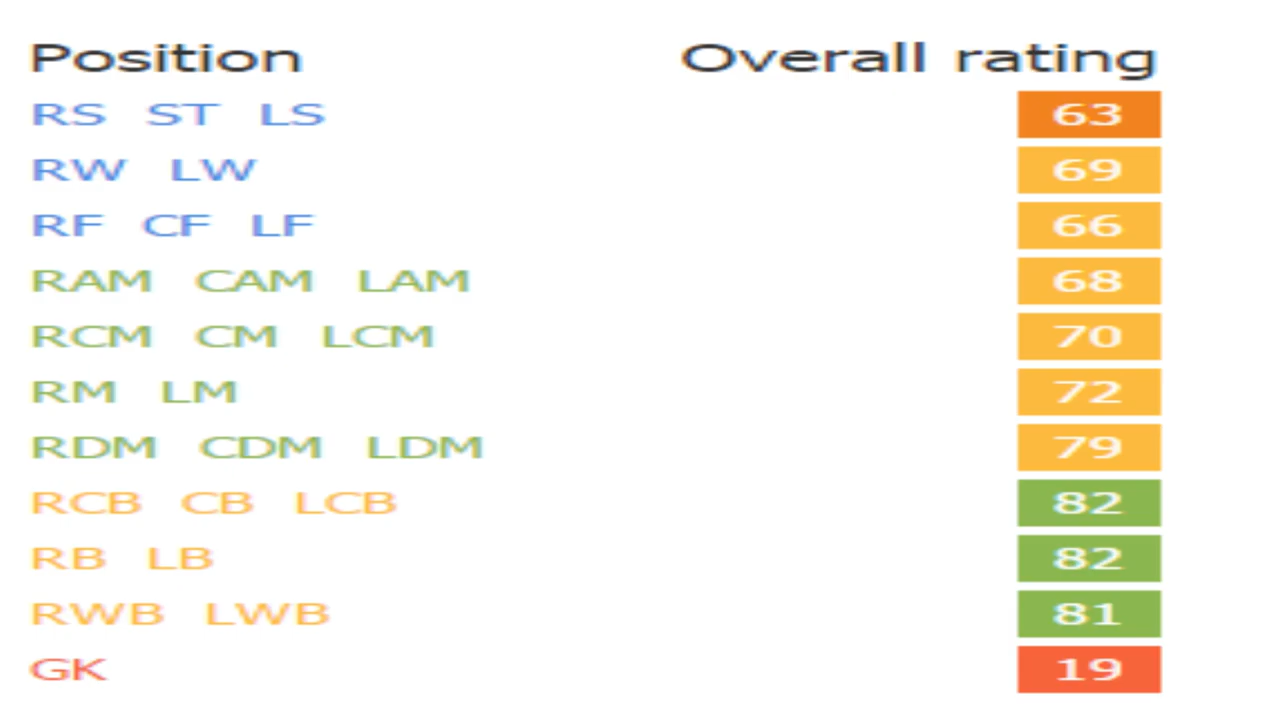 Position Overall rating
RS ST LS 63
RW LW 69
RF CF LF 66
RAM CAM LAM 68
RCM CM LCM 70
RM LM 72
RDM CDM LDM 79
RCB CB LCB 82
RB LB 82
RWB LWB 81
GK 19